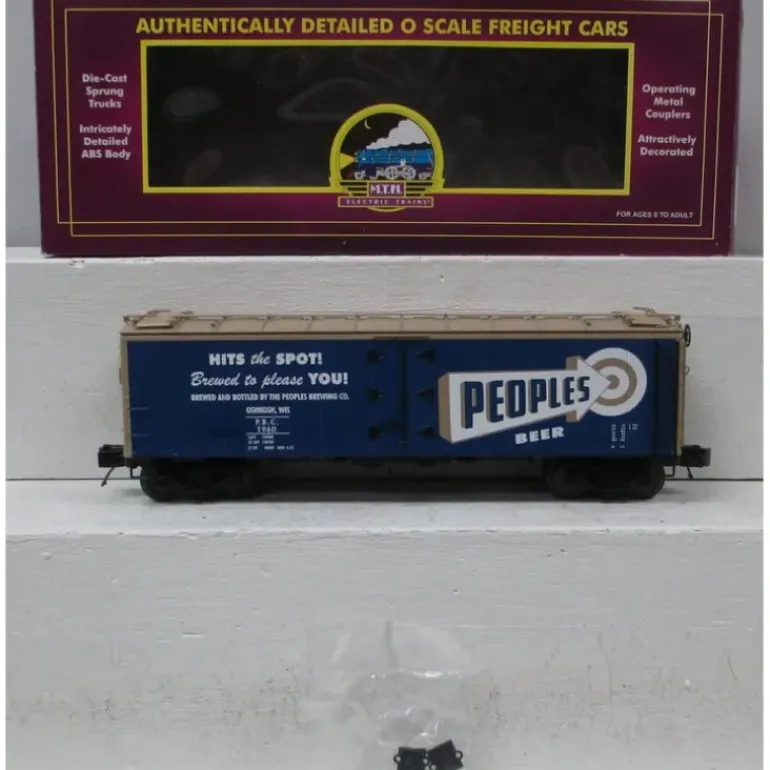 AUTHENTICALLY DETAILED O SCALE FREIGHT CARS
Die-Cast
Sprung
Trucks
Intricately
Detailed
ABS Body
Operating
Metal
Couplers
Attractively
Decorated
M.T.H.
ELECTRIC TRAINS
FOR AGES 8 TO ADULT
HITS the SPOT!
Brewed to please YOU!
BREWED AND BOTTLED BY THE PEOPLES BREWING CO.
OSHKOSH, WIS
P.B.C.
1960
PEOPLES
BEER